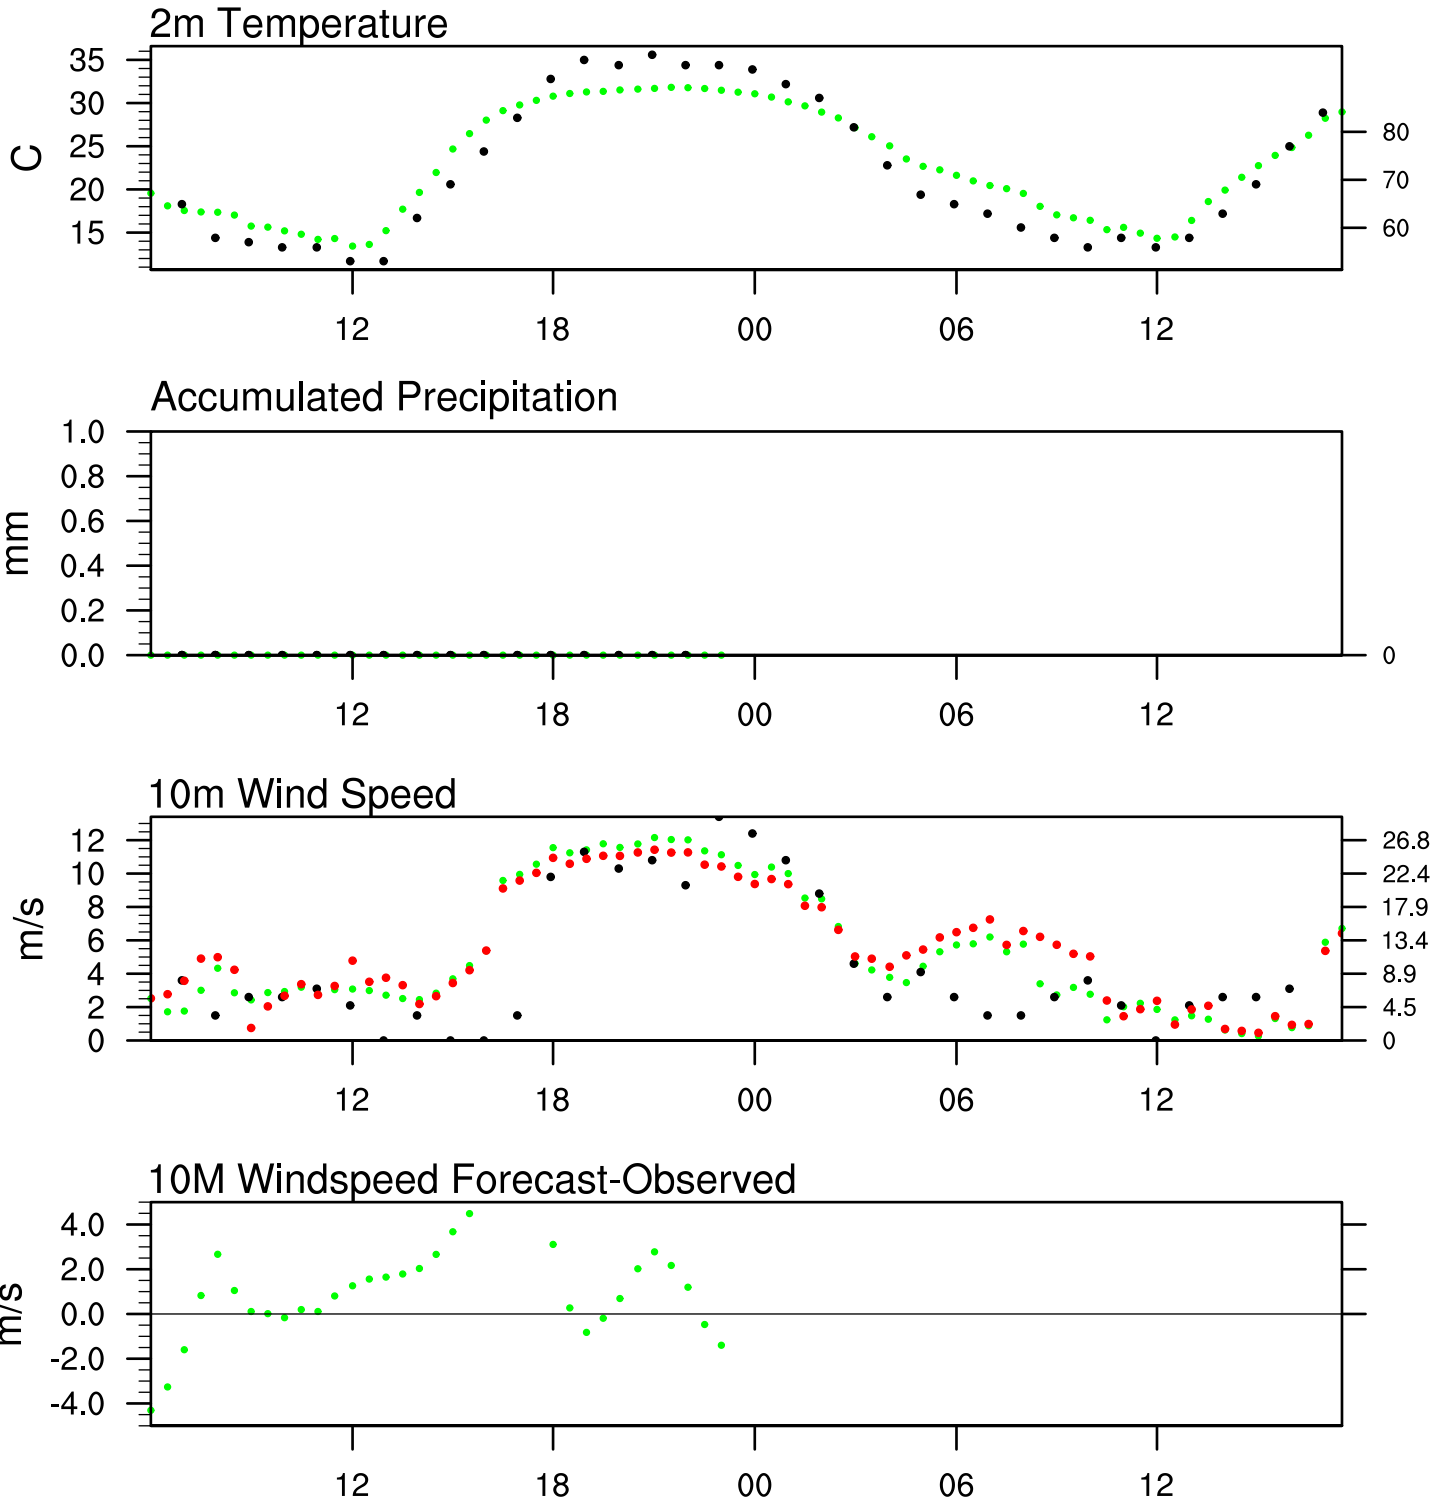 2m Temperature
35
30
25
20
15
C
80
70
60
12 18 00 06 12
Accumulated Precipitation
1.0
0.8
0.6
0.4
0.2
0.0
mm
0
12 18 00 06 12
10m Wind Speed
12
10
8
6
4
2
0
m/s
26.8
22.4
17.9
13.4
8.9
4.5
0
12 18 00 06 12
10M Windspeed Forecast-Observed
4.0
2.0
0.0
-2.0
-4.0
m/s
12 18 00 06 12